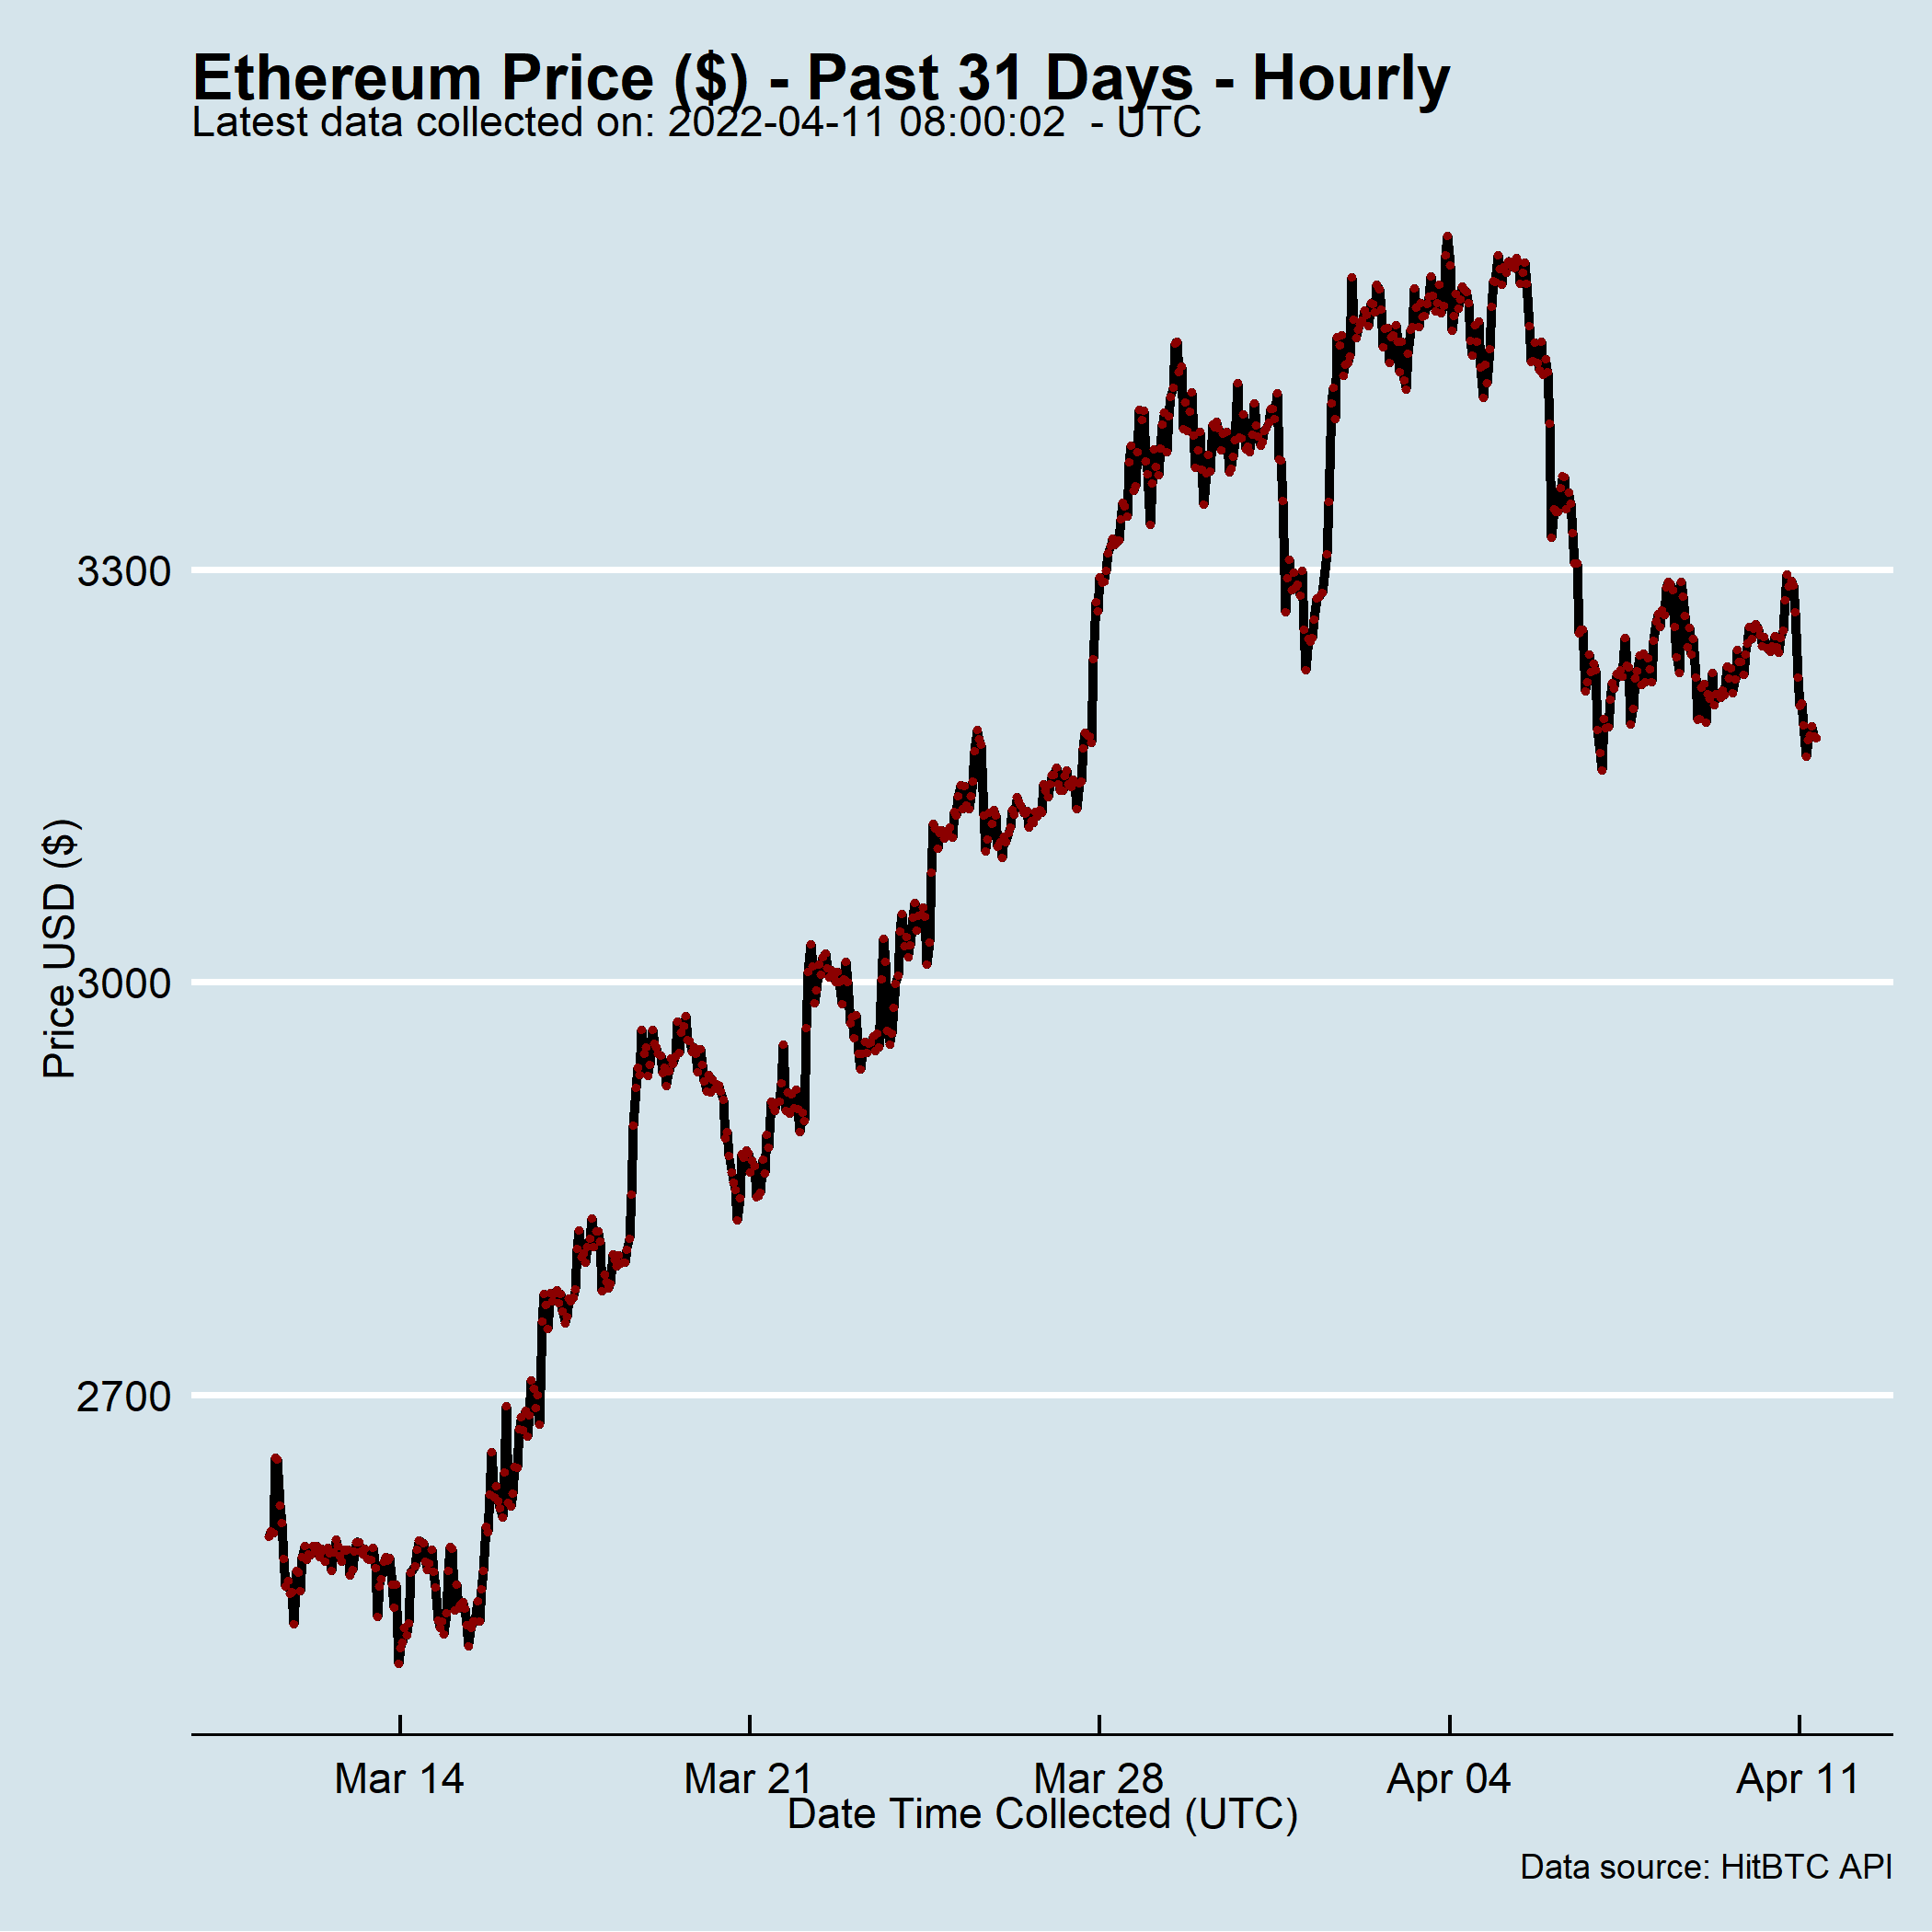 Ethereum Price ($) - Past 31 Days - Hourly
Latest data collected on: 2022-04-11 08:00:02  - UTC
Price USD ($)
3300
3000
2700
Mar 14
Mar 21
Mar 28
Apr 04
Apr 11
Date Time Collected (UTC)
Data source: HitBTC API